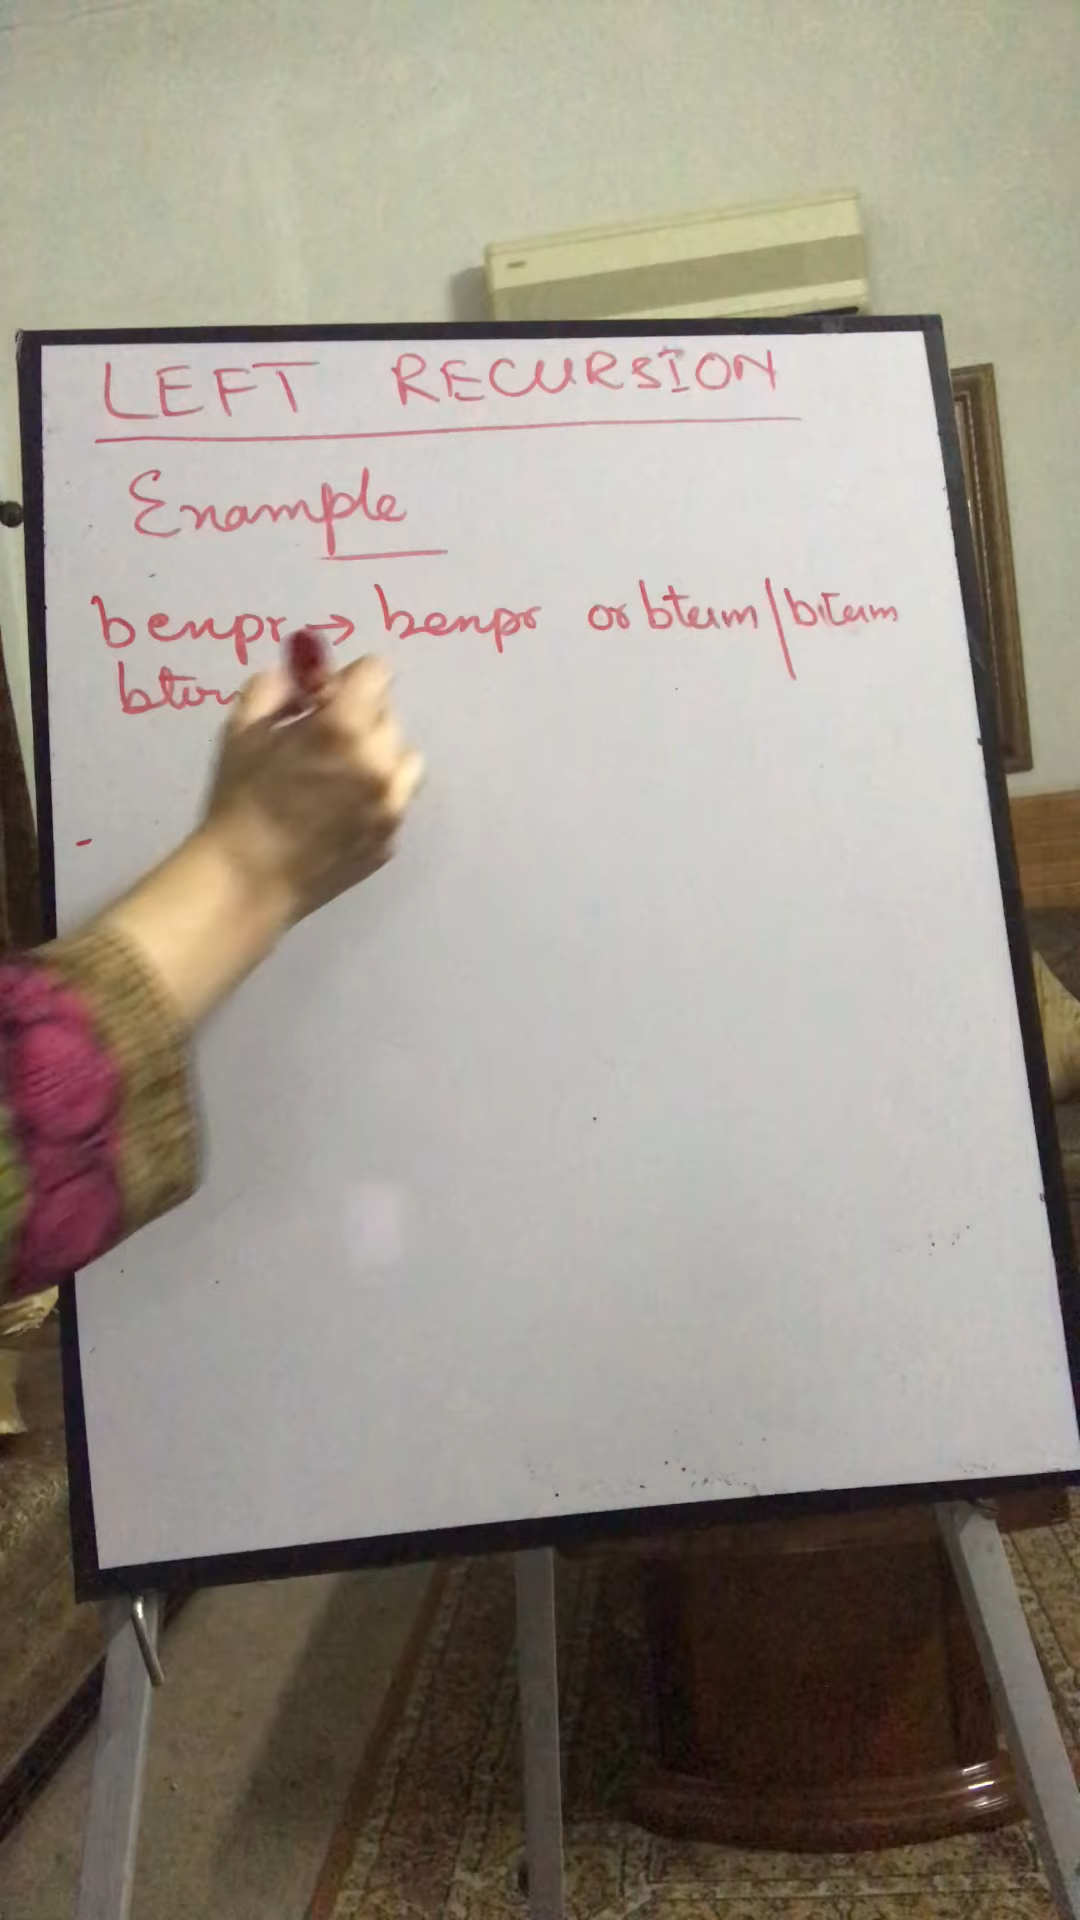 LEFT RECURSION
Example
bexpr → bexpr or bterm / bterm